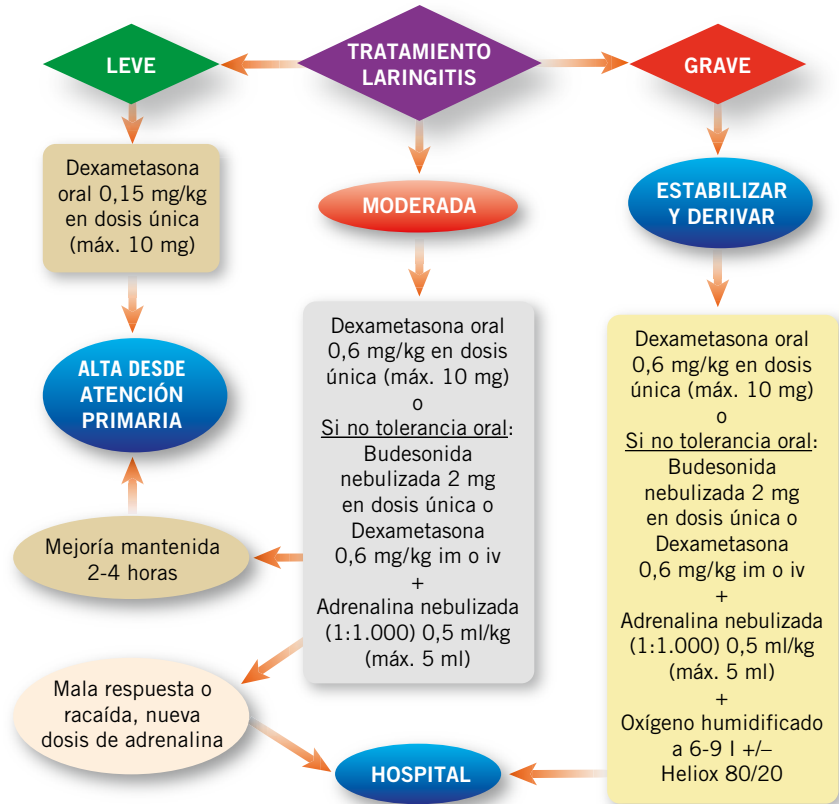 TRATAMIENTO
LARINGITIS
LEVE
Dexametasona
oral 0,15 mg/kg
en dosis única
(máx. 10 mg)
ALTA DESDE
ATENCIÓN
PRIMARIA
MODERADA
Dexametasona oral
0,6 mg/kg en dosis
única (máx. 10 mg)
o
Si no tolerancia oral:
Budesonida
nebulizada 2 mg
en dosis única o
Dexametasona
0,6 mg/kg im o iv
+
Adrenalina nebulizada
(1:1.000) 0,5 ml/kg
(máx. 5 ml)
Mejoría mantenida
2-4 horas
Mala respuesta o
racaída, nueva
dosis de adrenalina
HOSPITAL
GRAVE
ESTABILIZAR
Y DERIVAR
Dexametasona oral
0,6 mg/kg en dosis
única (máx. 10 mg)
o
Si no tolerancia oral:
Budesonida
nebulizada 2 mg
en dosis única o
Dexametasona
0,6 mg/kg im o iv
+
Adrenalina nebulizada
(1:1.000) 0,5 ml/kg
(máx. 5 ml)
+
Oxígeno humidificado
a 6-9 l +/–
Heliox 80/20